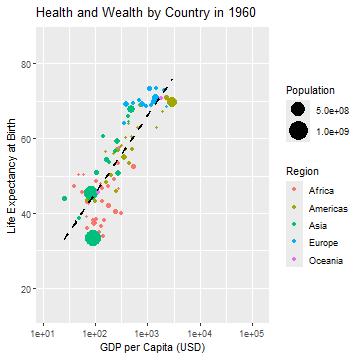 Health and Wealth by Country in 1960
Life Expectancy at Birth
80
60
40
20
1e+01 1e+02 1e+03 1e+04 1e+05
GDP per Capita (USD)
Population
5.0e+08
1.0e+09
Region
Africa
Americas
Asia
Europe
Oceania